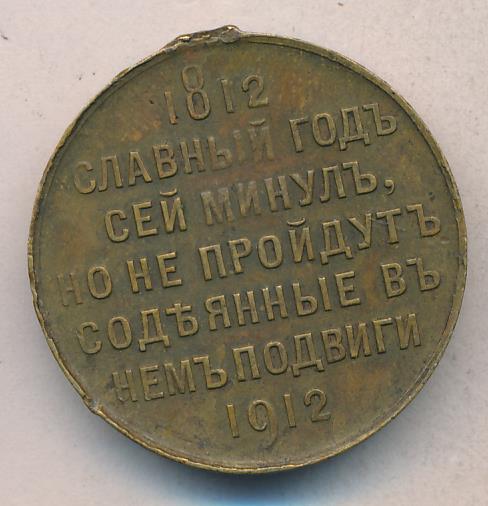 1812
СЛАВНЫЙ ГОДЪ
СЕЙ МИНУЛЪ,
НО НЕ ПРОЙДУТЪ
СОДѢЯННЫЕ ВЪ
НЕМЪ ПОДВИГИ
1912